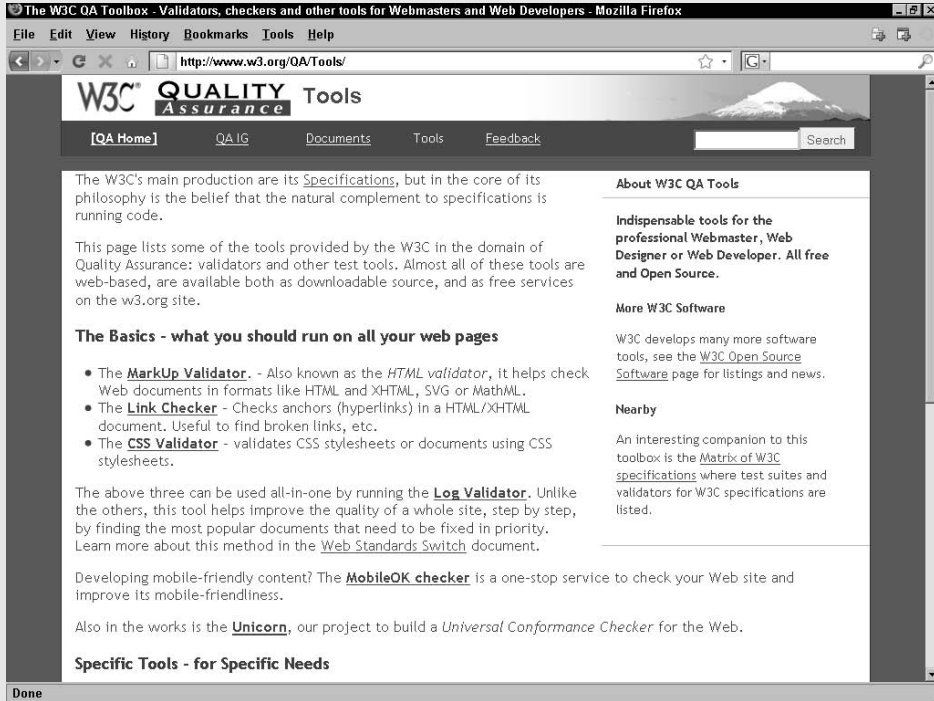 The W3C QA Toolbox - Validators, checkers and other tools for Webmasters and Web Developers - Mozilla Firefox
File Edit View History Bookmarks Tools Help
http://www.w3.org/QA/Tools/
G
W3C® QUALITY Assurance Tools
[QA Home] QA IG Documents Tools Feedback Search
The W3C's main production are its Specifications, but in the core of its
philosophy is the belief that the natural complement to specifications is
running code.
This page lists some of the tools provided by the W3C in the domain of
Quality Assurance: validators and other test tools. Almost all of these tools are
web-based, are available both as downloadable source, and as free services
on the w3.org site.
The Basics - what you should run on all your web pages
• The MarkUp Validator. - Also known as the HTML validator, it helps check
Web documents in formats like HTML and XHTML, SVG or MathML.
• The Link Checker - Checks anchors (hyperlinks) in a HTML/XHTML
document. Useful to find broken links, etc.
• The CSS Validator - validates CSS stylesheets or documents using CSS
stylesheets.
The above three can be used all-in-one by running the Log Validator. Unlike
the others, this tool helps improve the quality of a whole site, step by step,
by finding the most popular documents that need to be fixed in priority.
Learn more about this method in the Web Standards Switch document.
About W3C QA Tools
Indispensable tools for the
professional Webmaster, Web
Designer or Web Developer. All free
and Open Source.
More W3C Software
W3C develops many more software
tools, see the W3C Open Source
Software page for listings and news.
Nearby
An interesting companion to this
toolbox is the Matrix of W3C
specifications where test suites and
validators for W3C specifications are
listed.
Developing mobile-friendly content? The MobileOK checker is a one-stop service to check your Web site and
improve its mobile-friendliness.
Also in the works is the Unicorn, our project to build a Universal Conformance Checker for the Web.
Specific Tools - for Specific Needs
Done